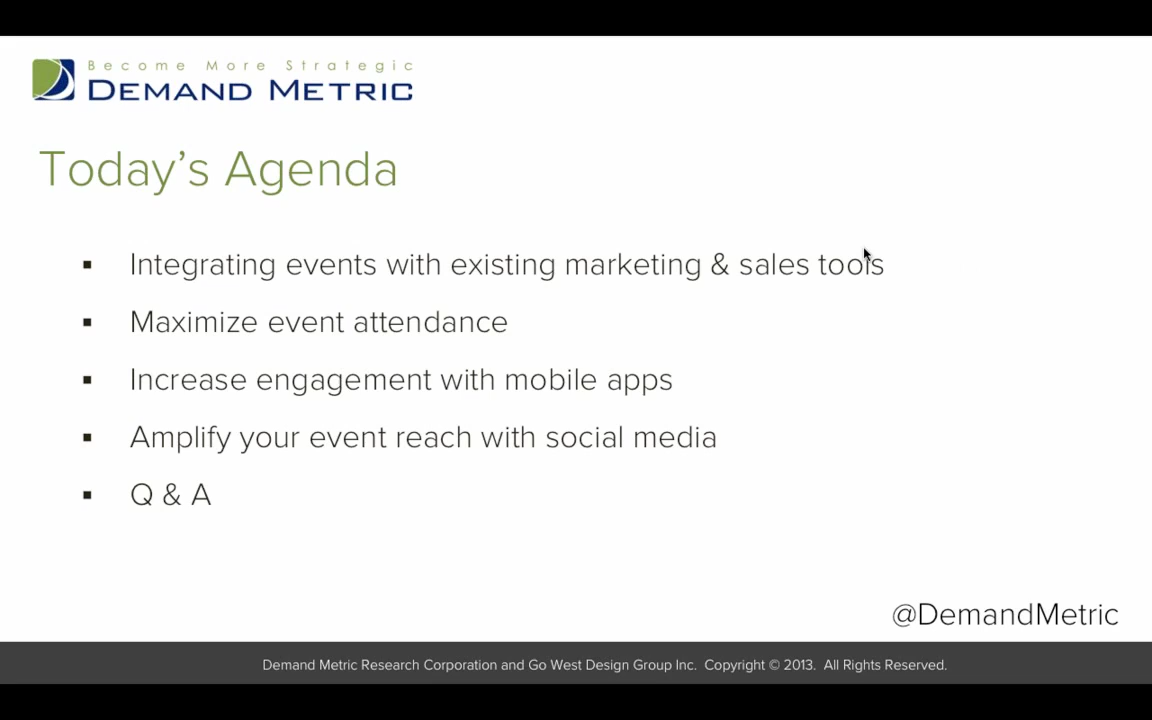 Become More Strategic
DEMAND METRIC
Today's Agenda
▪ Integrating events with existing marketing & sales tools
▪ Maximize event attendance
▪ Increase engagement with mobile apps
▪ Amplify your event reach with social media
▪ Q & A
@DemandMetric
Demand Metric Research Corporation and Go West Design Group Inc. Copyright © 2013. All Rights Reserved.